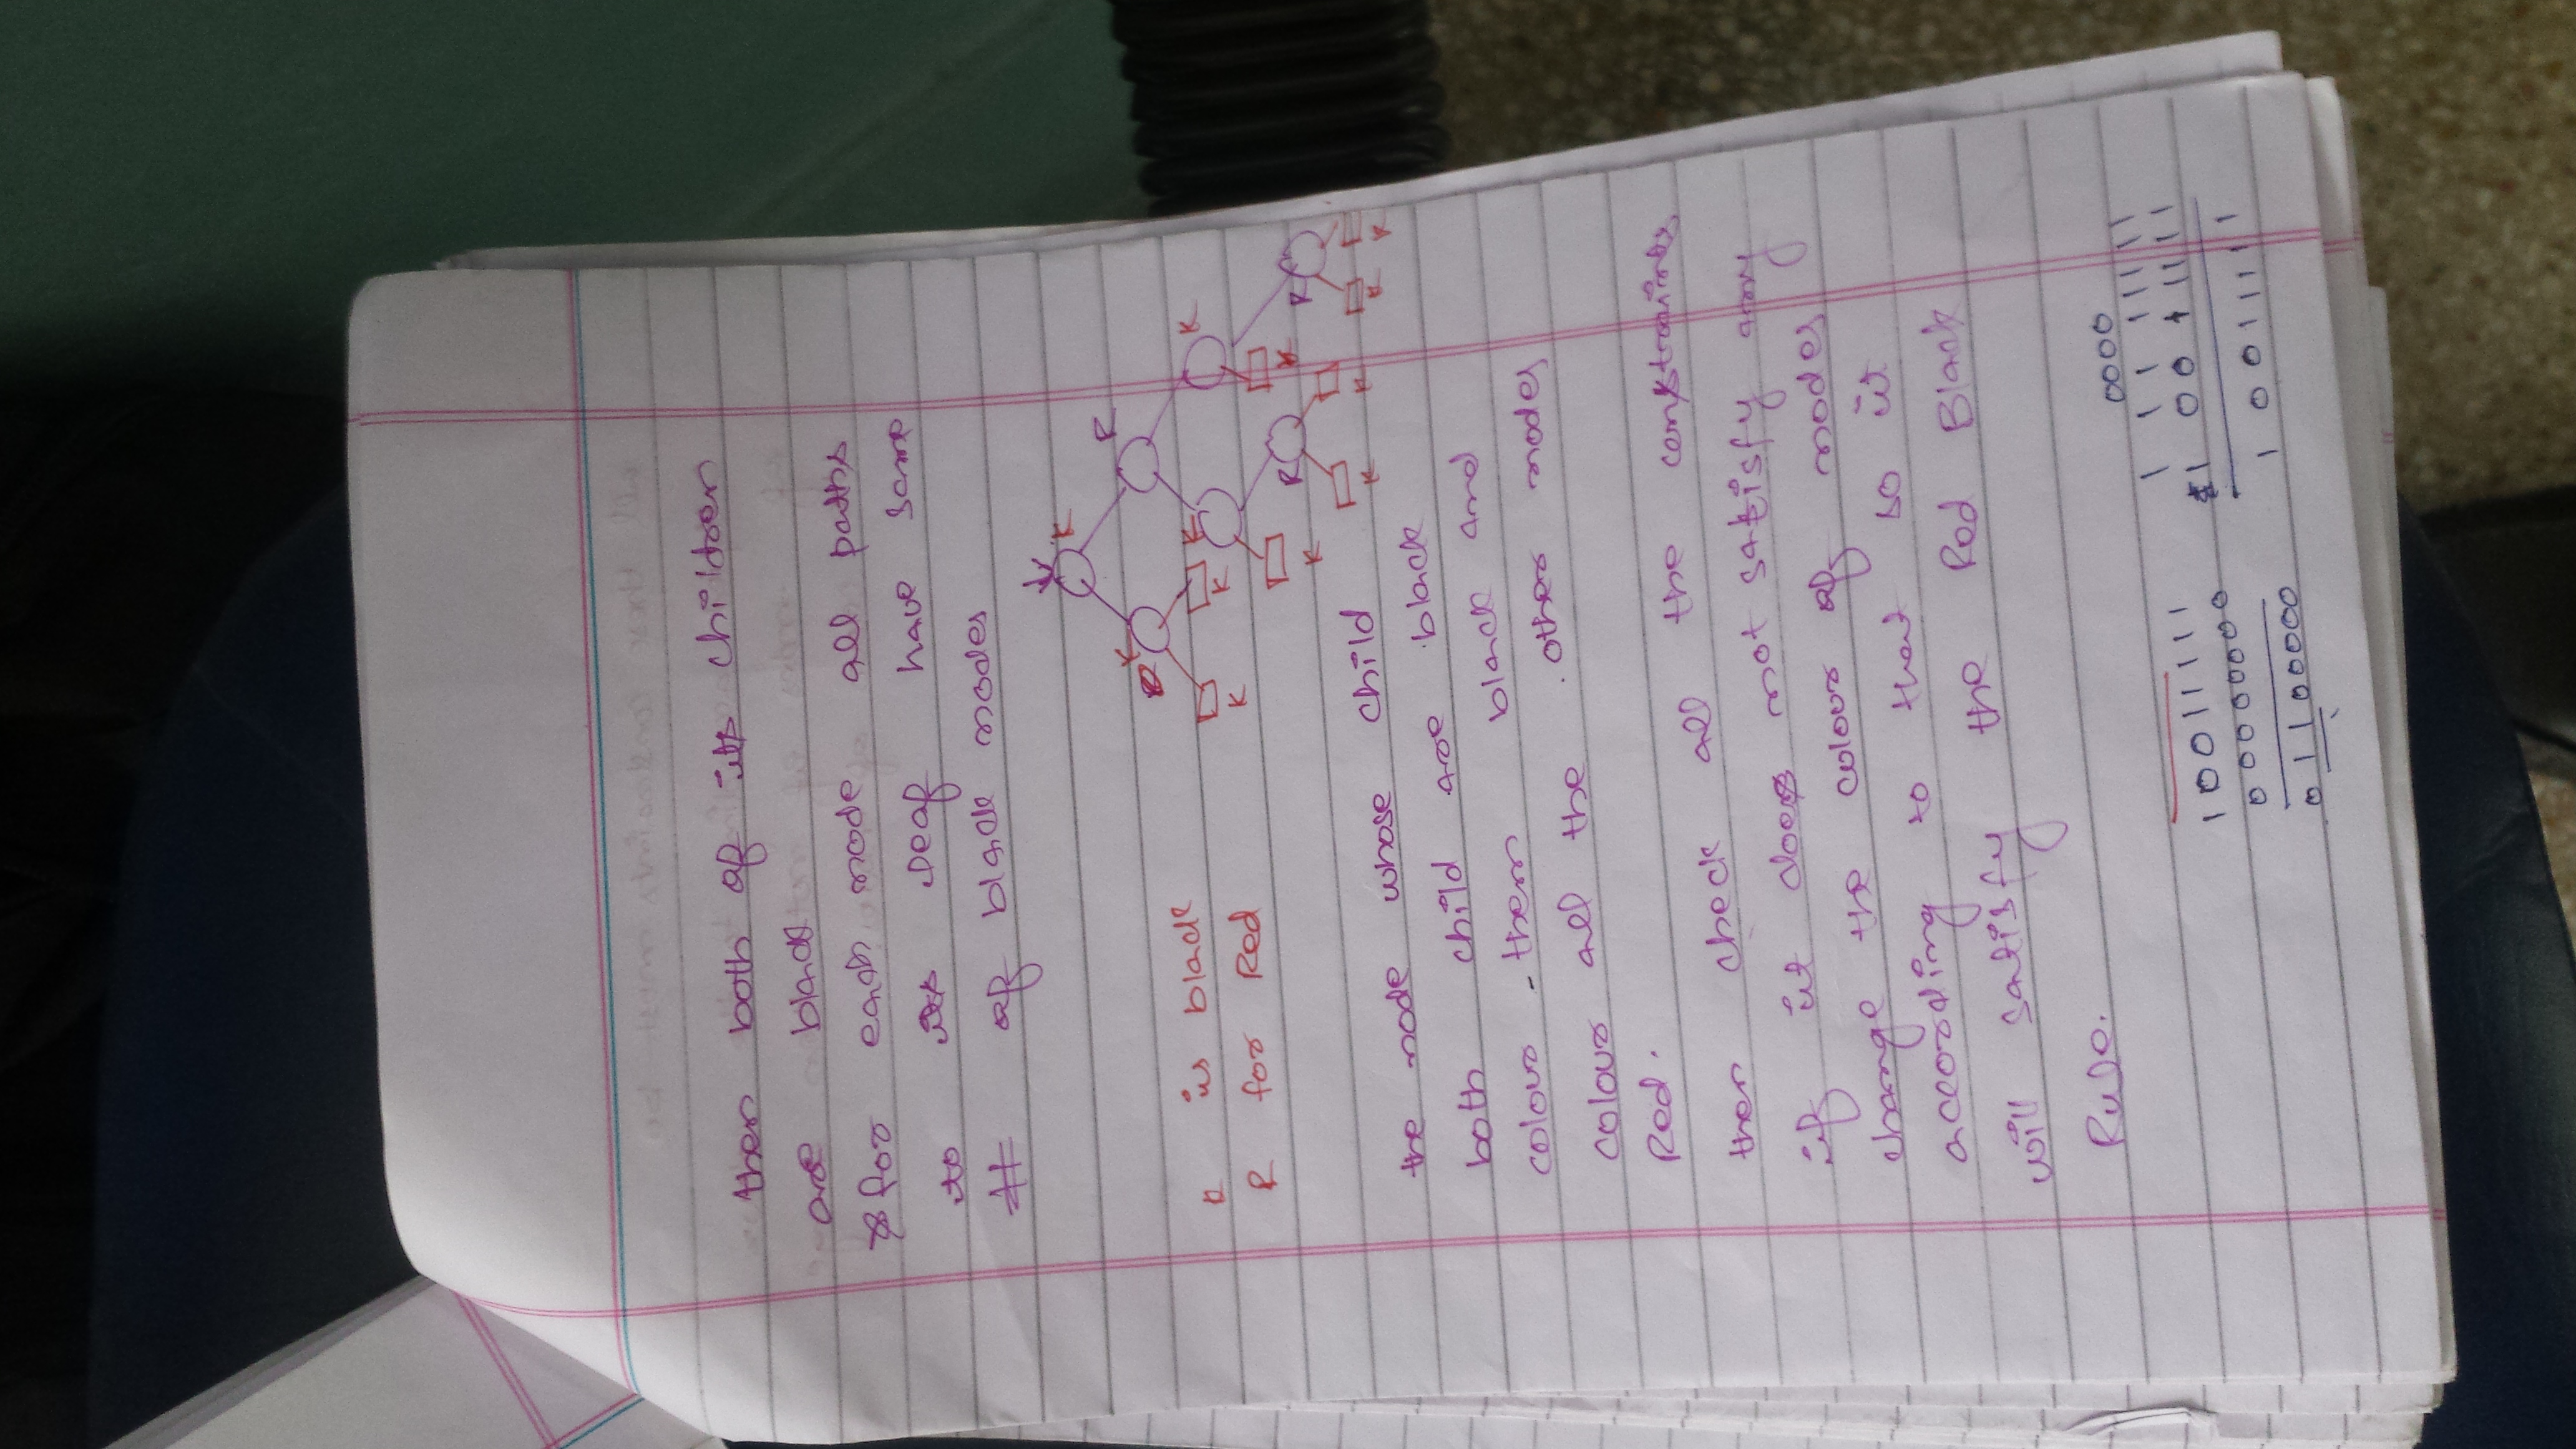 then both of its children
are black
* for each node all paths
to its leaf have same
# of black nodes
K
K
R
K is black
R for Red
K
K
K
K
K
R
K
R
K
K
K
K
the node whose child
both child are black
colour - them black and
colour all the other nodes
Red.
then check all the constraints
if it does not satisfy any
change the colour of nodes
according to that so it
will satisfy the Red Black
Rule.
10011111
00000000
01100000
0000
1 1 1 1 1 1 1 1
1 0 0 1 1 1 1 1
1 0 0 1 1 1 1 1